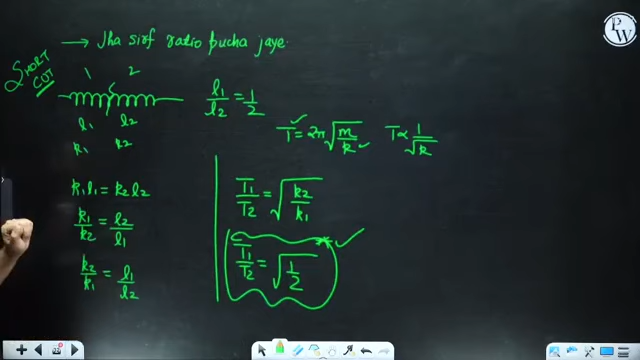 SHORT CUT
→ Jha sirf ratio pucha jaye.
1 2
l₁ l₂
k₁ k₂
l₁/l₂ = 1/2
T = 2π√(m/k) T ∝ 1/√k
k₁l₁ = k₂l₂
k₁/k₂ = l₂/l₁
k₂/k₁ = l₁/l₂
T₁/T₂ = √(k₂/k₁)
T₁/T₂ = √(1/2)
PW